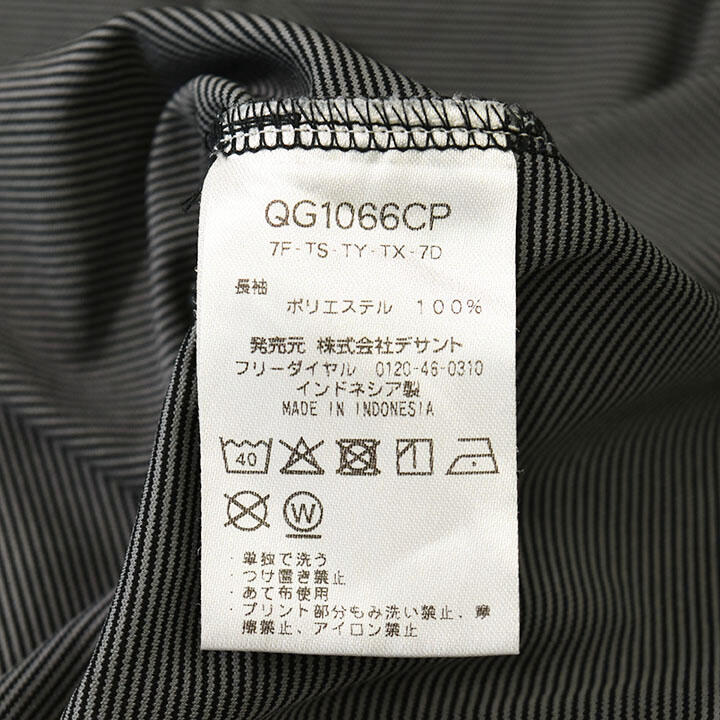 QG1066CP
7F-TS-TY-TX-7D
長袖
ポリエステル 100%
発売元 株式会社デサント
フリーダイヤル 0120-46-0310
インドネシア製
MADE IN INDONESIA
40
W
・単独で洗う
・つけ置き禁止
・あて布使用
・プリント部分もみ洗い禁止、摩
擦禁止、アイロン禁止